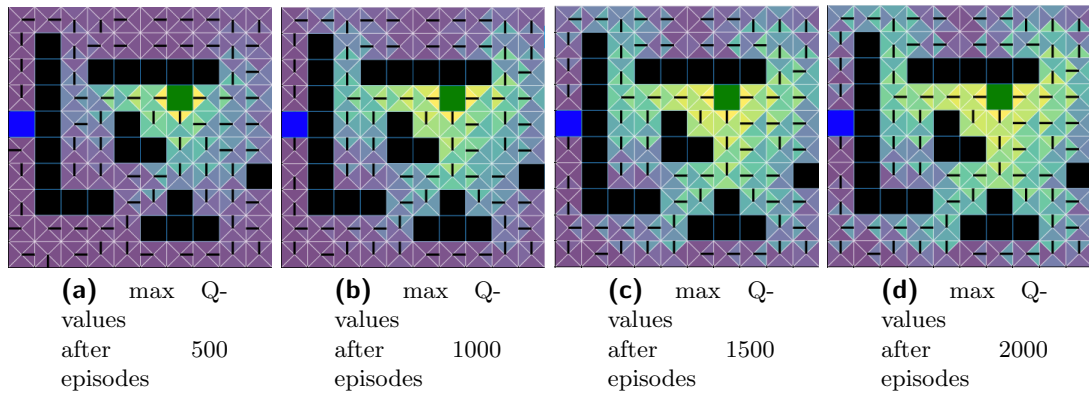 (a) max Q-
values
after 500
episodes
(b) max Q-
values
after 1000
episodes
(c) max Q-
values
after 1500
episodes
(d) max Q-
values
after 2000
episodes